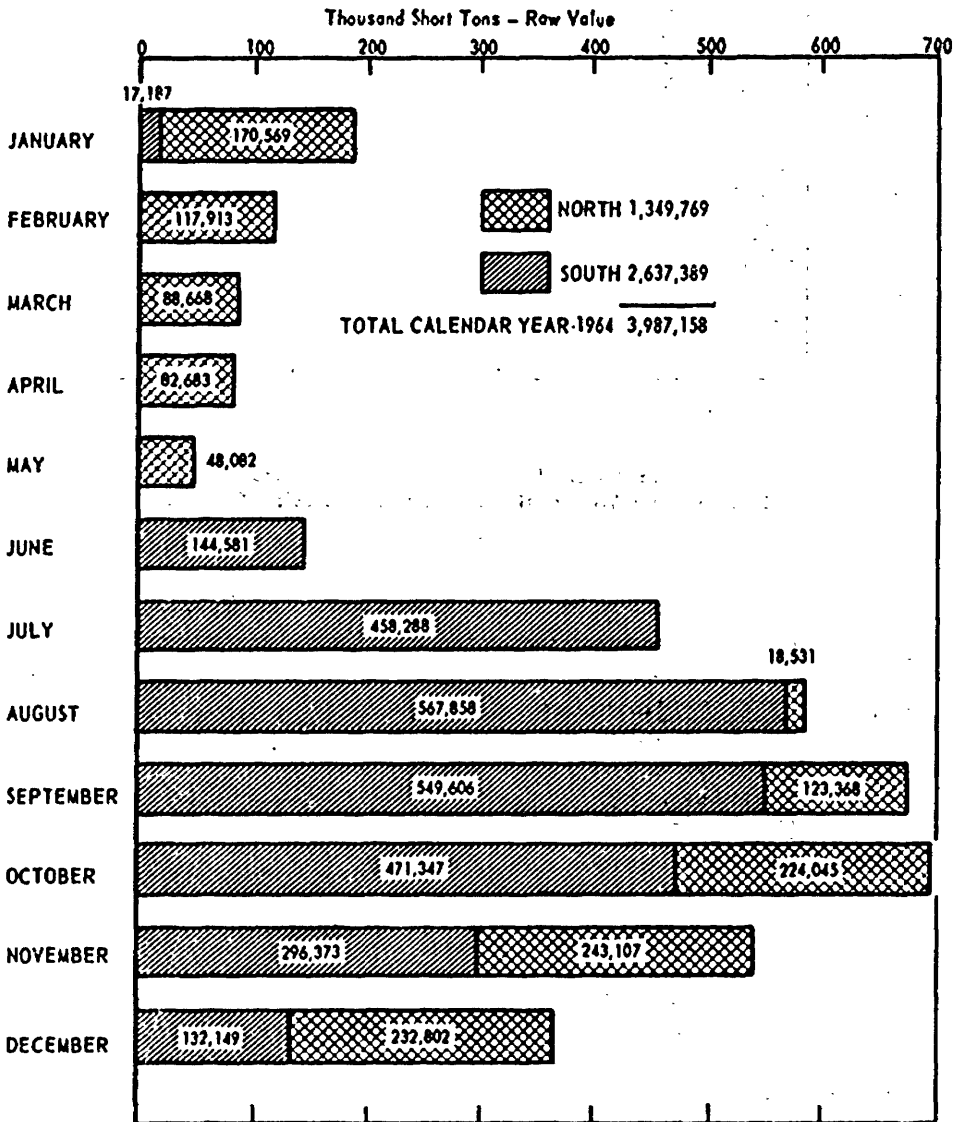 Thousand Short Tons – Raw Value
0 100 200 300 400 500 600 700
17,187
JANUARY 170,569
FEBRUARY 117,913
NORTH 1,349,769
SOUTH 2,637,389
MARCH 88,668
TOTAL CALENDAR YEAR-1964 3,987,158
APRIL 82,683
MAY 48,082
JUNE 144,581
JULY 458,288
18,531
AUGUST 567,858
SEPTEMBER 549,606 123,368
OCTOBER 471,347 224,045
NOVEMBER 296,373 243,107
DECEMBER 132,149 232,802